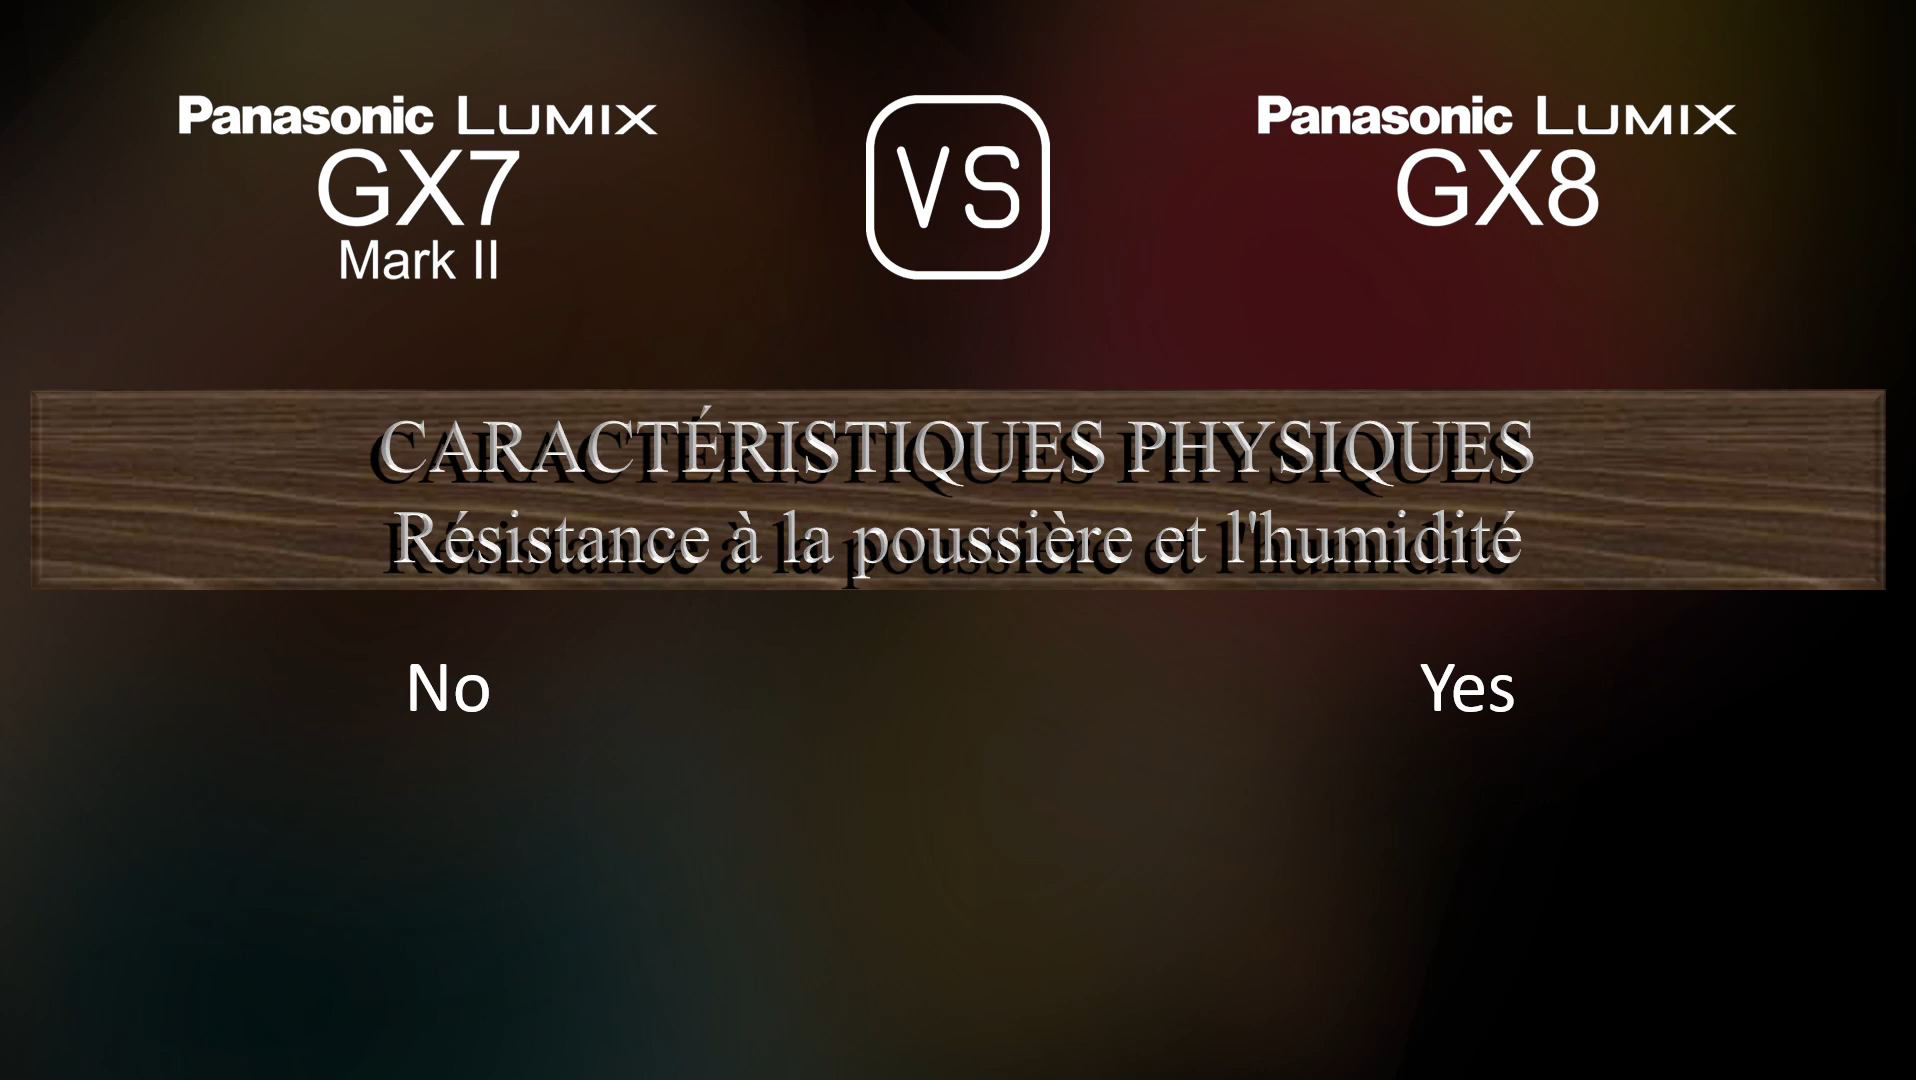 Panasonic LUMIX
GX7
Mark II
VS
Panasonic LUMIX
GX8
CARACTÉRISTIQUES PHYSIQUES
Résistance à la poussière et l'humidité
No
Yes